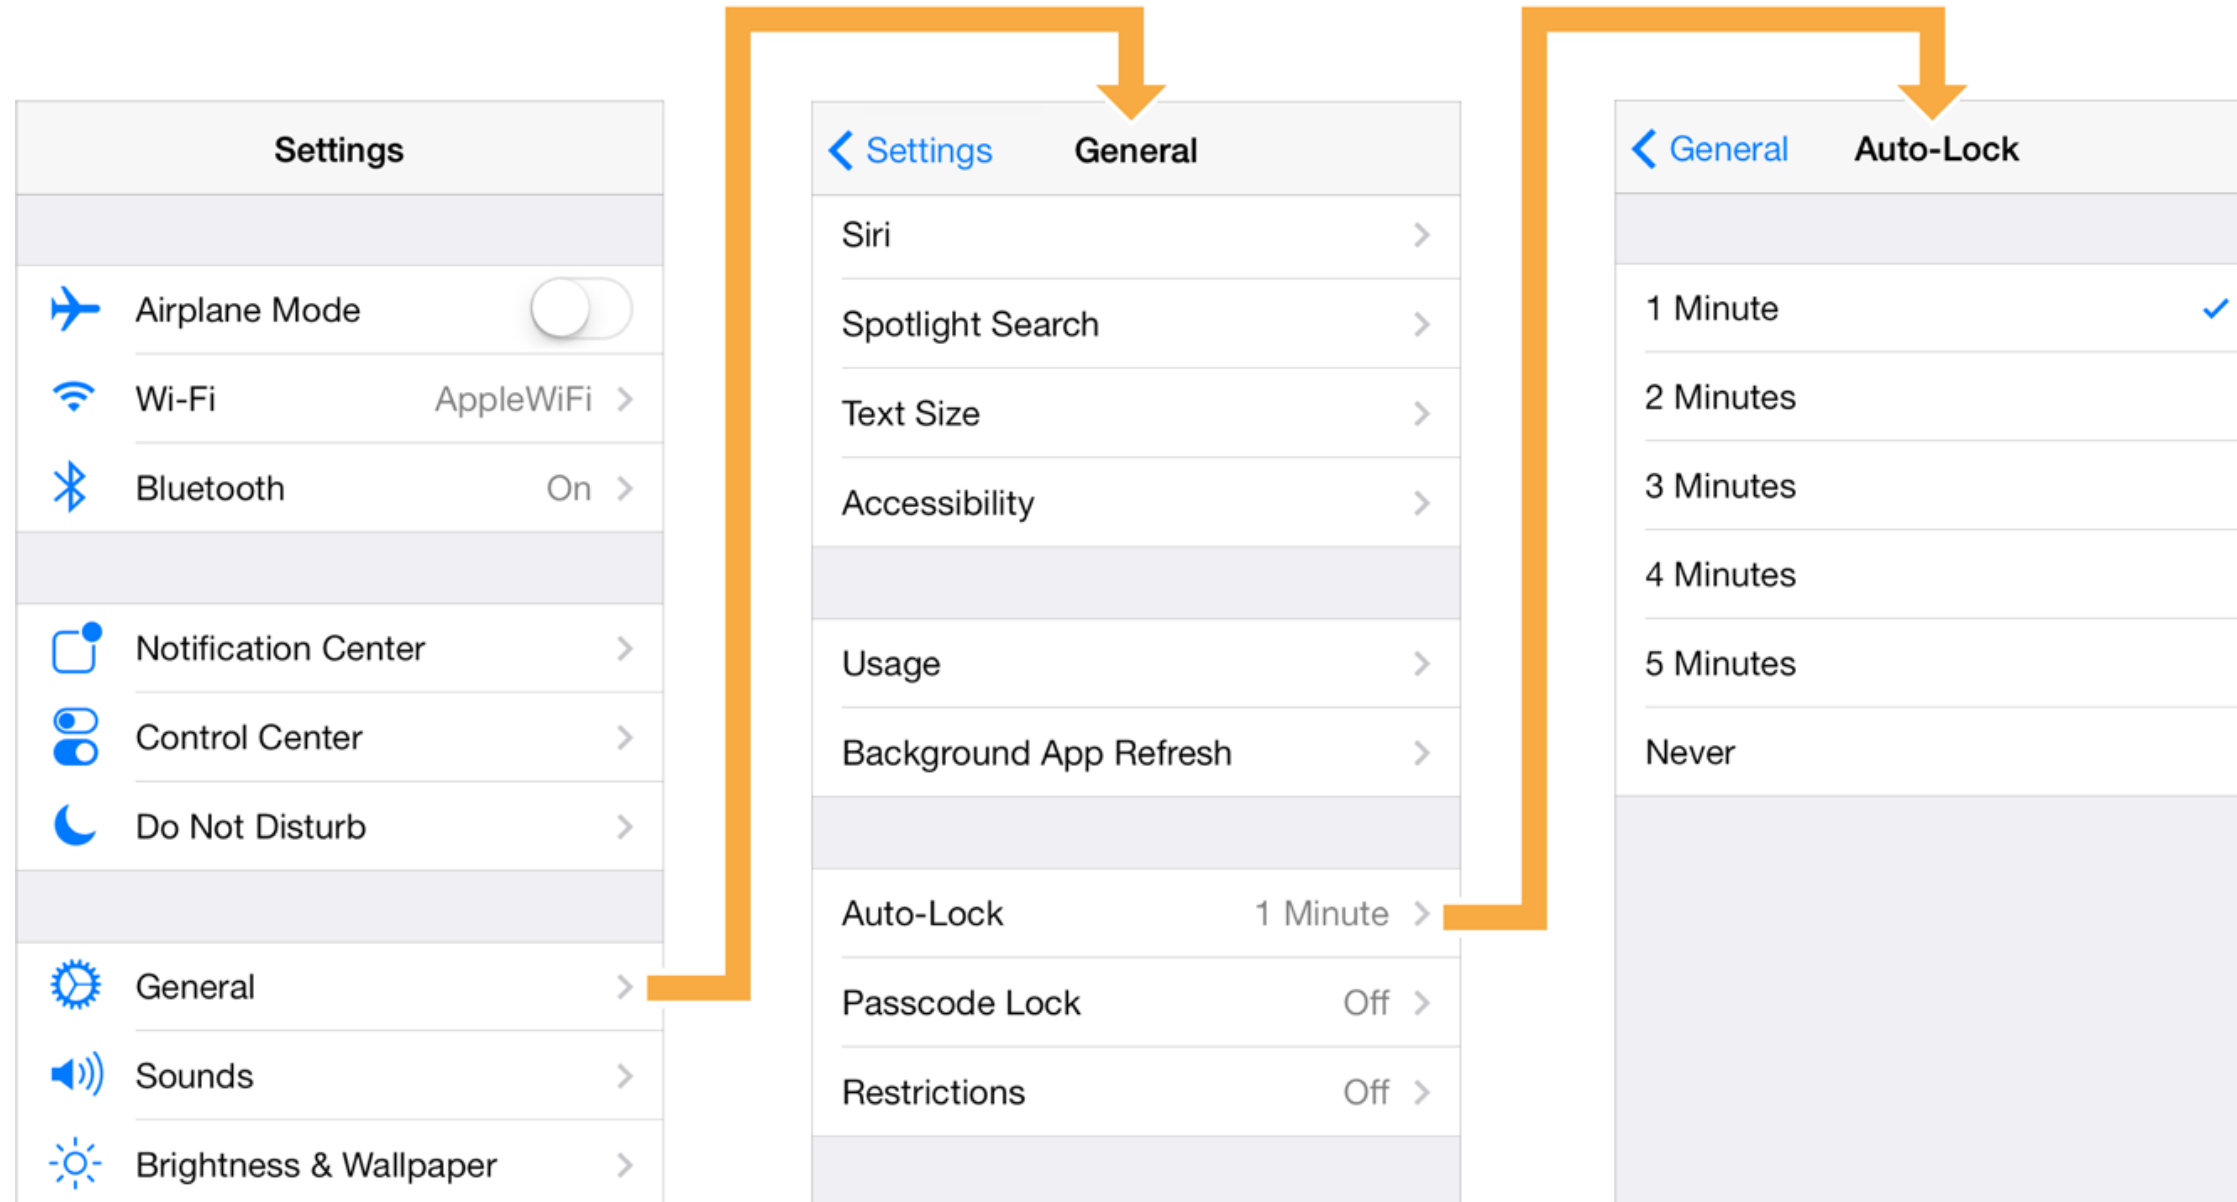 Settings
Airplane Mode
Wi-Fi AppleWiFi
Bluetooth On
Notification Center
Control Center
Do Not Disturb
General
Sounds
Brightness & Wallpaper
Settings General
Siri
Spotlight Search
Text Size
Accessibility
Usage
Background App Refresh
Auto-Lock 1 Minute
Passcode Lock Off
Restrictions Off
General Auto-Lock
1 Minute
2 Minutes
3 Minutes
4 Minutes
5 Minutes
Never